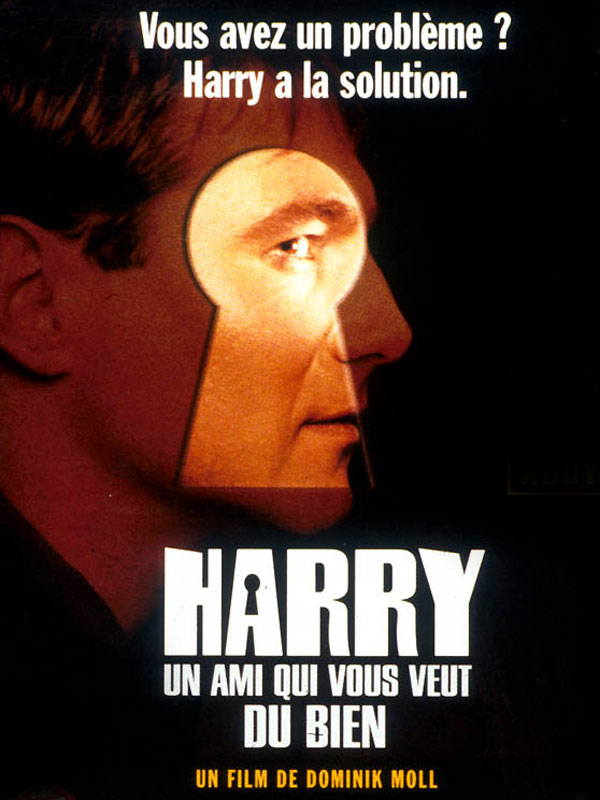 Vous avez un problème ?
Harry a la solution.
HARRY
UN AMI QUI VOUS VEUT
DU BIEN
UN FILM DE DOMINIK MOLL